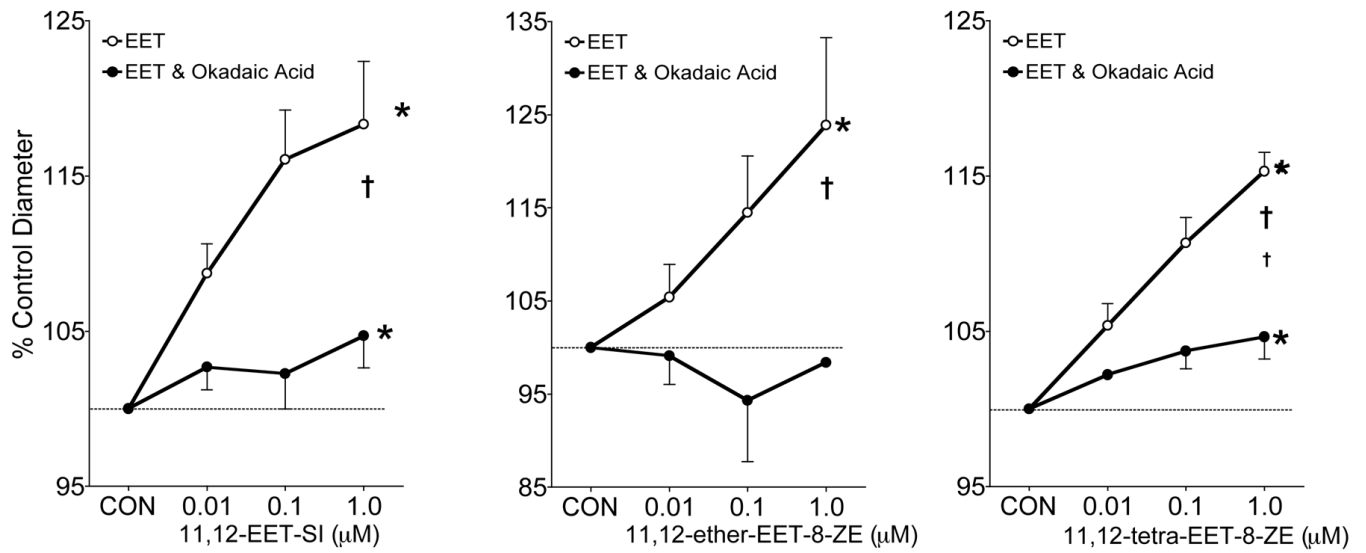 % Control Diameter
125
115
105
95
EET
EET & Okadaic Acid
*
†
*
CON 0.01 0.1 1.0
11,12-EET-SI (μM)
135
125
115
105
95
85
EET
EET & Okadaic Acid
*
†
CON 0.01 0.1 1.0
11,12-ether-EET-8-ZE (μM)
125
115
105
95
EET
EET & Okadaic Acid
*
†
†
*
CON 0.01 0.1 1.0
11,12-tetra-EET-8-ZE (μM)